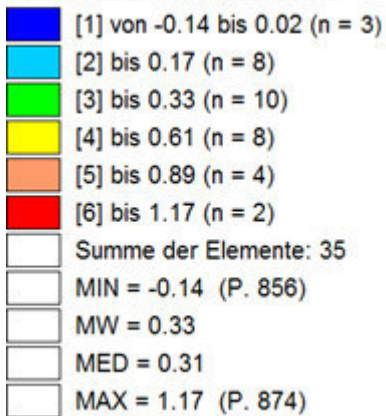 [1] von -0.14 bis 0.02 (n = 3)
[2] bis 0.17 (n = 8)
[3] bis 0.33 (n = 10)
[4] bis 0.61 (n = 8)
[5] bis 0.89 (n = 4)
[6] bis 1.17 (n = 2)
Summe der Elemente: 35
MIN = -0.14 (P. 856)
MW = 0.33
MED = 0.31
MAX = 1.17 (P. 874)